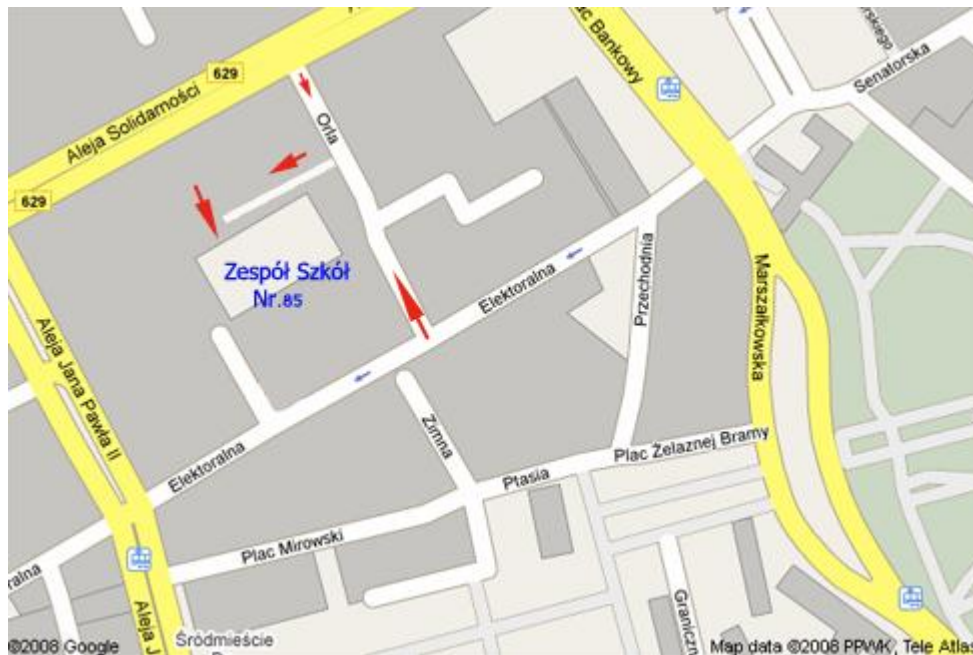 629
Aleja Solidarności
Orla
629
Plac Bankowy
Senatorska
Zespół Szkół
Nr.85
Elektoralna
Przechodnia
Marszałkowska
Aleja Jana Pawła II
Zimna
Elektoralna
Ptasia
Plac Żelaznej Bramy
Plac Mirowski
Aleja J
Śródmieście
©2008 Google
Map data ©2008 PPWK, Tele Atlas